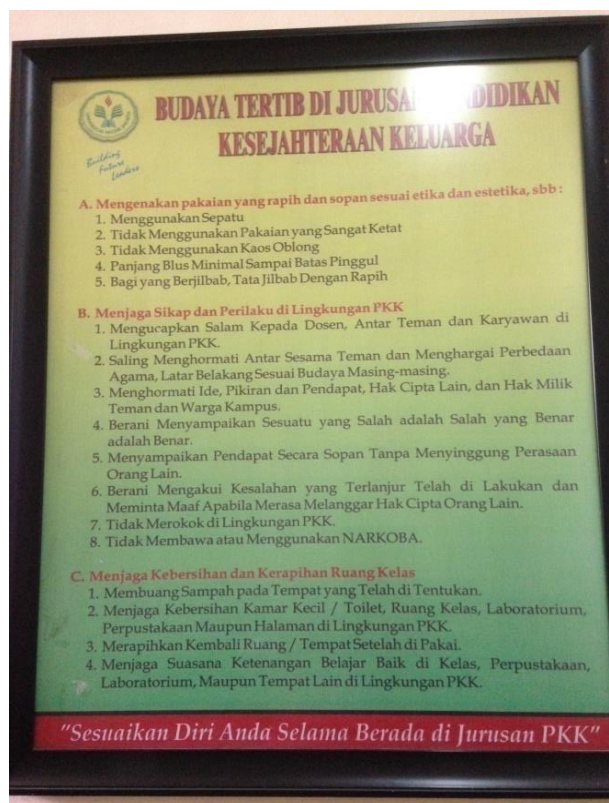 BUDAYA TERTIB DI DIDIKAN
KESEJAHTERAAN KELUARGA
Building
Future
Leaders
A. Mengenakan pakaian yang rapih dan sopan sesuai etika dan estetika, sbb :
1. Menggunakan Sepatu
2. Tidak Menggunakan Pakaian yang Sangat Ketat
3. Tidak Menggunakan Kaos Oblong
4. Panjang Blus Minimal Sampai Batas Pinggul
5. Bagi yang Berjilbab, Tata Jilbab Dengan Rapih
B. Menjaga Sikap dan Perilaku di Lingkungan PKK
1. Mengucapkan Salam Kepada Dosen, Antar Teman dan Karyawan di
Lingkungan PKK.
2. Saling Menghormati Antar Sesama Teman dan Menghargai Perbedaan
Agama, Latar Belakang Sesuai Budaya Masing-masing.
3. Menghormati Ide, Pikiran dan Pendapat, Hak Cipta Lain, dan Hak Milik
Teman dan Warga Kampus.
4. Berani Menyampaikan Sesuatu yang Salah adalah Salah yang Benar
adalah Benar.
5. Menyampaikan Pendapat Secara Sopan Tanpa Menyinggung Perasaan
Orang Lain.
6. Berani Mengakui Kesalahan yang Terlanjur Telah di Lakukan dan
Meminta Maaf Apabila Merasa Melanggar Hak Cipta Orang Lain.
7. Tidak Merokok di Lingkungan PKK.
8. Tidak Membawa atau Menggunakan NARKOBA.
C. Menjaga Kebersihan dan Kerapihan Ruang Kelas
1. Membuang Sampah pada Tempat yang Telah di Tentukan.
2. Menjaga Kebersihan Kamar Kecil / Toilet, Ruang Kelas, Laboratorium,
Perpustakaan Maupun Halaman di Lingkungan PKK.
3. Merapihkan Kembali Ruang / Tempat Setelah di Pakai.
4. Menjaga Suasana Ketenangan Belajar Baik di Kelas, Perpustakaan,
Laboratorium, Maupun Tempat Lain di Lingkungan PKK.
"Sesuaikan Diri Anda Selama Berada di Jurusan PKK"